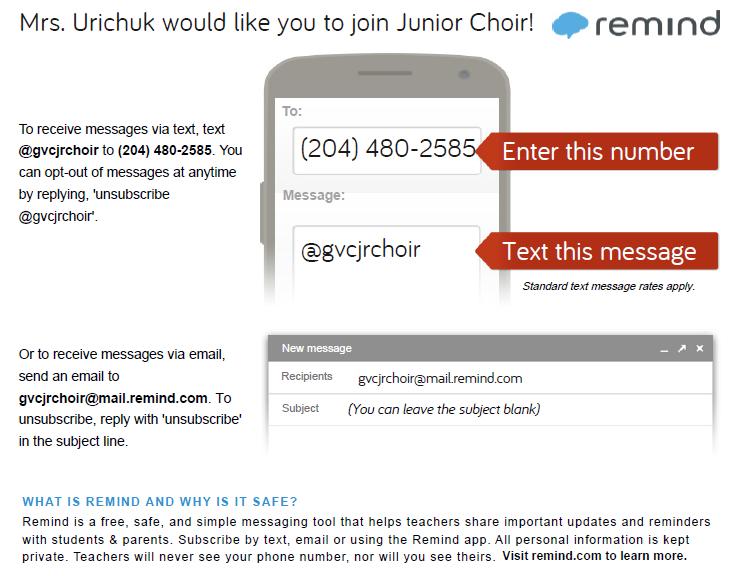 Mrs. Urichuk would like you to join Junior Choir!
remind
To receive messages via text, text
@gvcjrchoir to (204) 480-2585. You
can opt-out of messages at anytime
by replying, 'unsubscribe
@gvcjrchoir'.
To:
(204) 480-2585
Enter this number
Message:
@gvcjrchoir
Text this message
Standard text message rates apply.
Or to receive messages via email,
send an email to
gvcjrchoir@mail.remind.com. To
unsubscribe, reply with 'unsubscribe'
in the subject line.
New message
Recipients gvcjrchoir@mail.remind.com
Subject (You can leave the subject blank)
WHAT IS REMIND AND WHY IS IT SAFE?
Remind is a free, safe, and simple messaging tool that helps teachers share important updates and reminders
with students & parents. Subscribe by text, email or using the Remind app. All personal information is kept
private. Teachers will never see your phone number, nor will you see theirs. Visit remind.com to learn more.